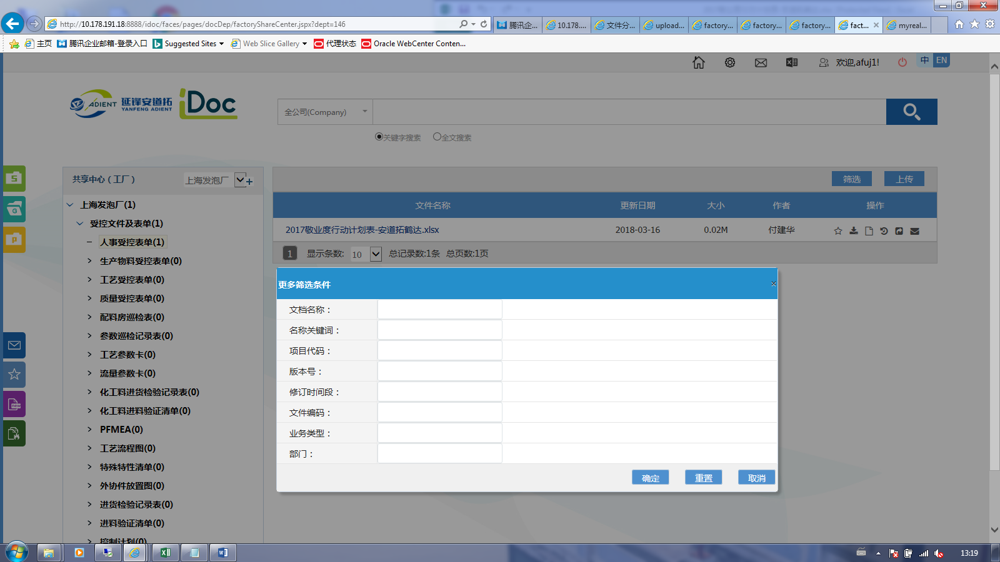 http://10.178.191.18:8888/idoc/faces/pages/docDep/factoryShareCenter.jspx?dept=146
腾讯企... 10.178.... 文件分... upload... factory... factory... factory... fact... myreal...
主页 腾讯企业邮箱-登录入口 Suggested Sites Web Slice Gallery 代理状态 Oracle WebCenter Conten...
欢迎,afuj1! 中 EN
ADIENT 延锋安道拓 YANFENG ADIENT iDoc
全公司(Company)
关键字搜索 全文搜索
共享中心（工厂） 上海发泡厂
筛选 上传
上海发泡厂(1)
受控文件及表单(1)
人事受控表单(1)
生产物料受控表单(0)
工艺受控表单(0)
质量受控表单(0)
配料房巡检表(0)
参数巡检记录表(0)
工艺参数卡(0)
流量参数卡(0)
化工料进货检验记录表(0)
化工料进料验证清单(0)
PFMEA(0)
工艺流程图(0)
特殊特性清单(0)
外协件放置图(0)
进货检验记录表(0)
进料验证清单(0)
控制计划(0)
文件名称 更新日期 大小 作者 操作
2017敬业度行动计划表-安道拓鹤达.xlsx 2018-03-16 0.02M 付建华
1 显示条数: 10 总记录数:1条 总页数:1页
更多筛选条件
文档名称：
名称关键词：
项目代码：
版本号：
修订时间段：
文件编码：
业务类型：
部门：
确定 重置 取消
13:19